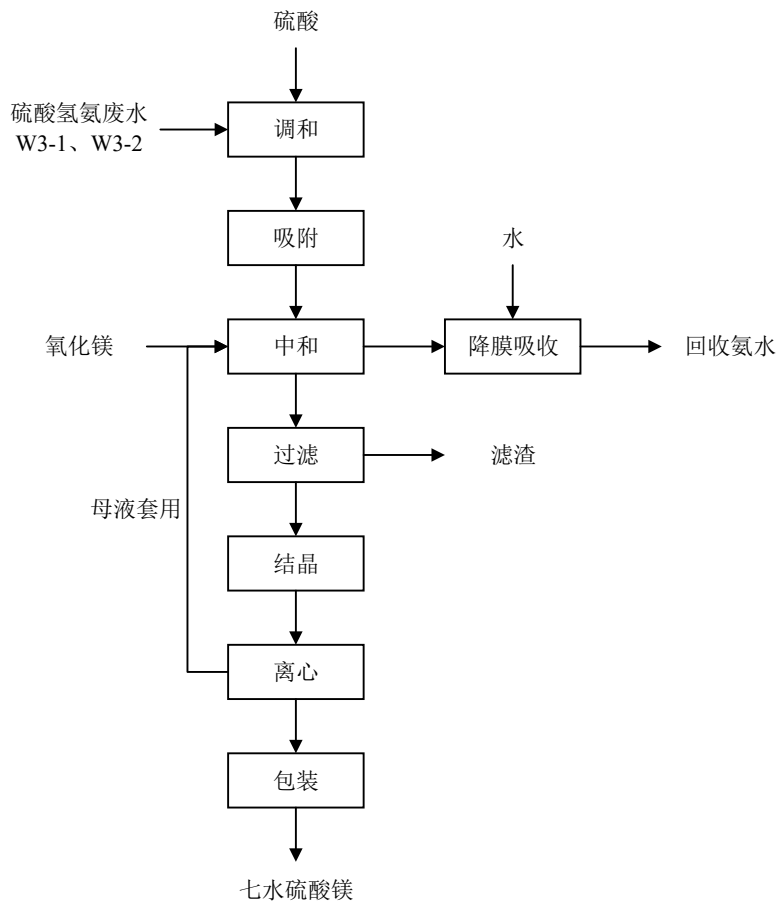 硫酸
硫酸氢氨废水
W3-1、W3-2
调和
吸附
水
氧化镁
中和
降膜吸收
回收氨水
过滤
滤渣
母液套用
结晶
离心
包装
七水硫酸镁